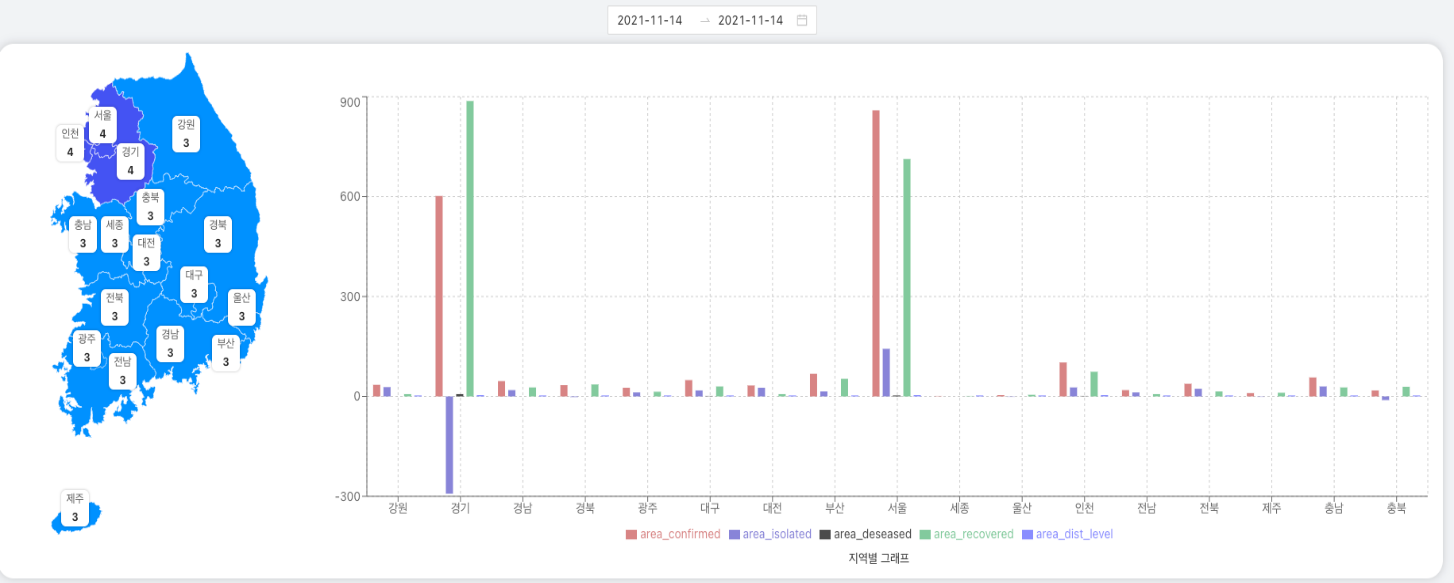 2021-11-14 → 2021-11-14
서울
4
인천
4
강원
3
경기
4
충북
3
충남
3
세종
3
경북
3
대전
3
대구
3
전북
3
울산
3
광주
3
경남
3
부산
3
전남
3
제주
3
900
600
300
0
-300
강원 경기 경남 경북 광주 대구 대전 부산 서울 세종 울산 인천 전남 전북 제주 충남 충북
area_confirmed area_isolated area_deseased area_recovered area_dist_level
지역별 그래프